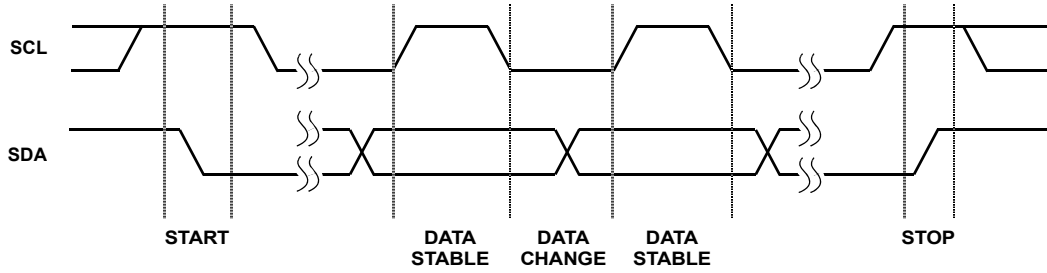 SCL
SDA
START
DATA
STABLE
DATA
CHANGE
DATA
STABLE
STOP